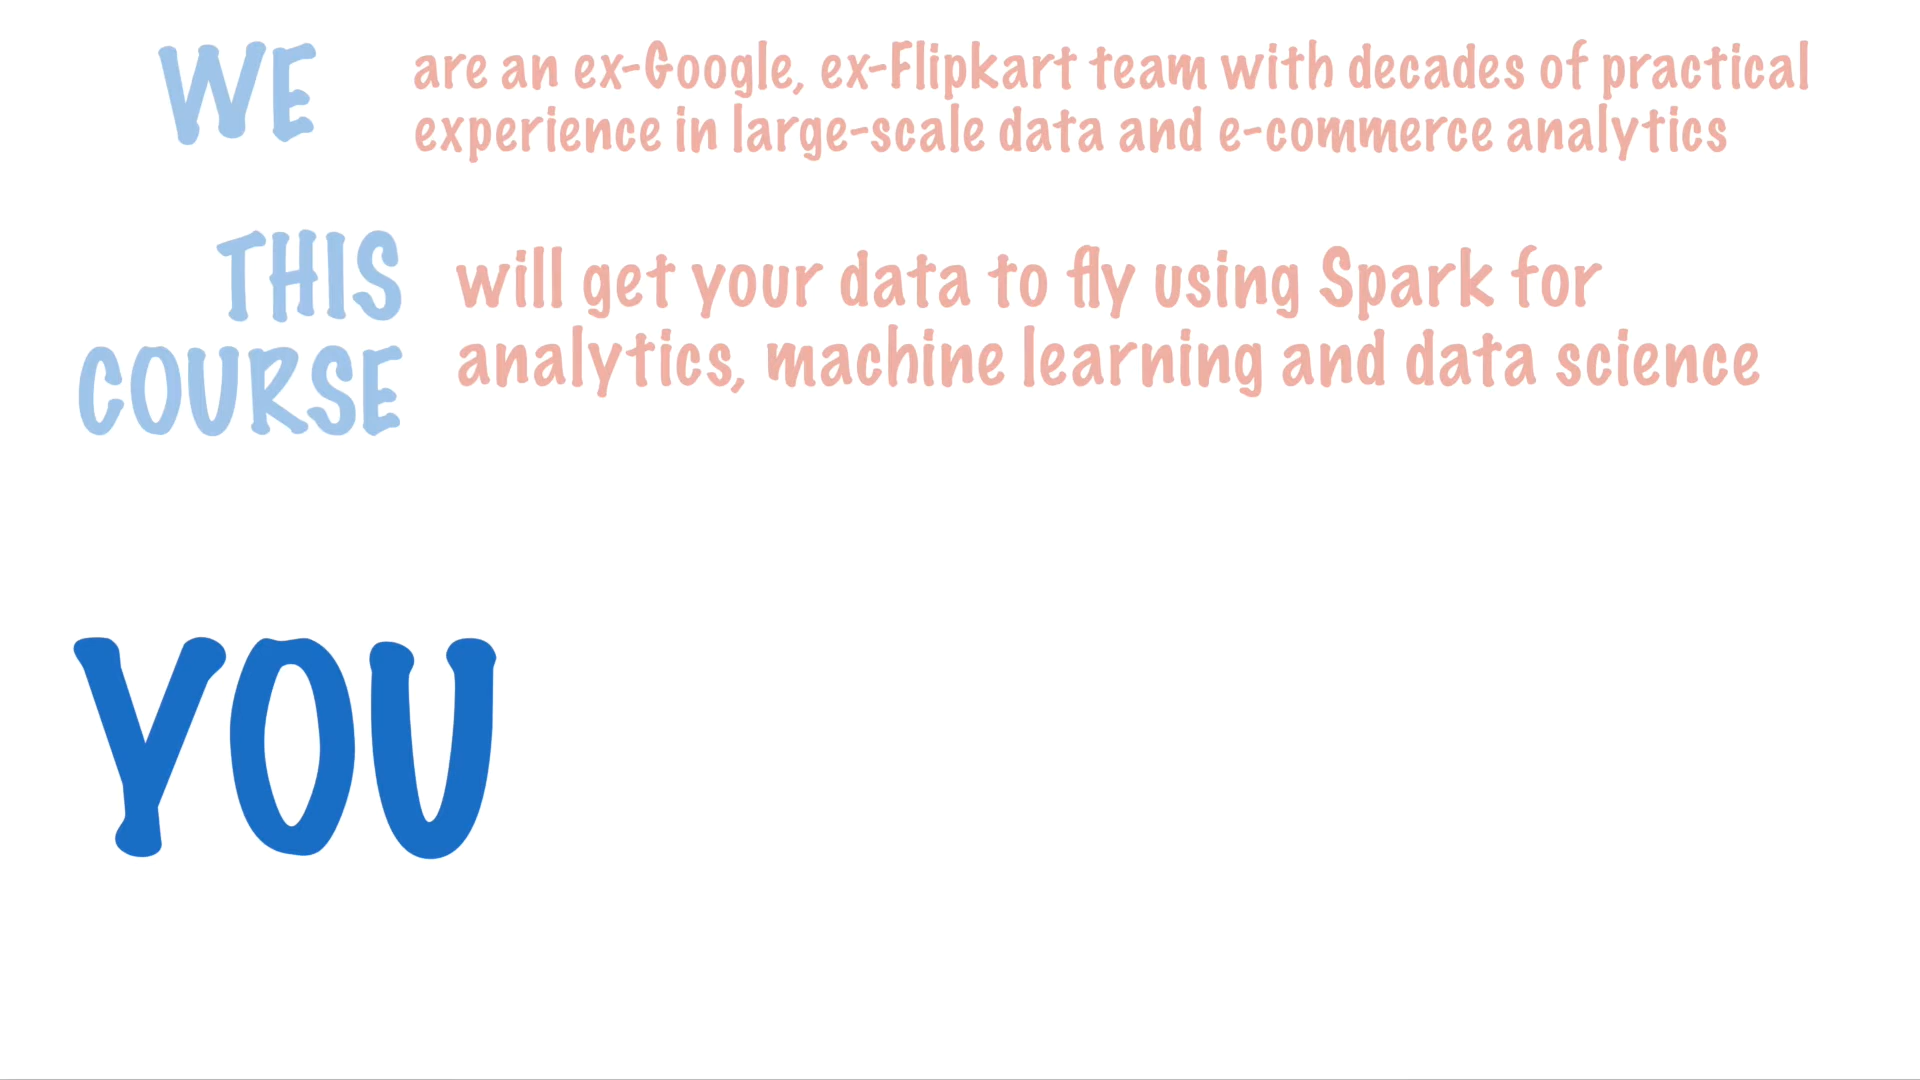 WE
are an ex-Google, ex-Flipkart team with decades of practical
experience in large-scale data and e-commerce analytics
THIS
COURSE
will get your data to fly using Spark for
analytics, machine learning and data science
YOU